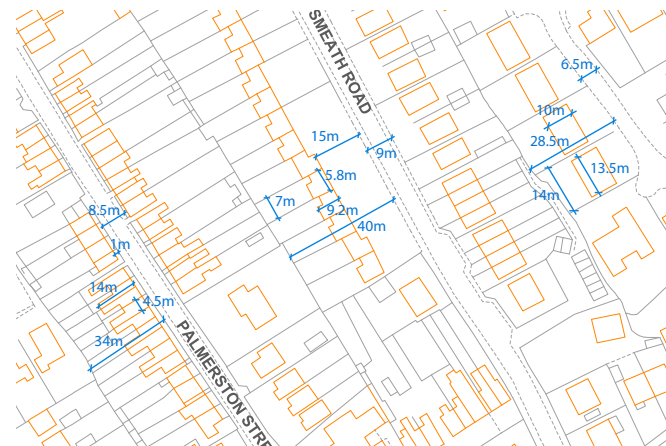 SMEATH ROAD
6.5m
10m
15m
9m
28.5m
5.8m
13.5m
7m
14m
8.5m
9.2m
40m
1m
14m
4.5m
34m
PALMERSTON STRE